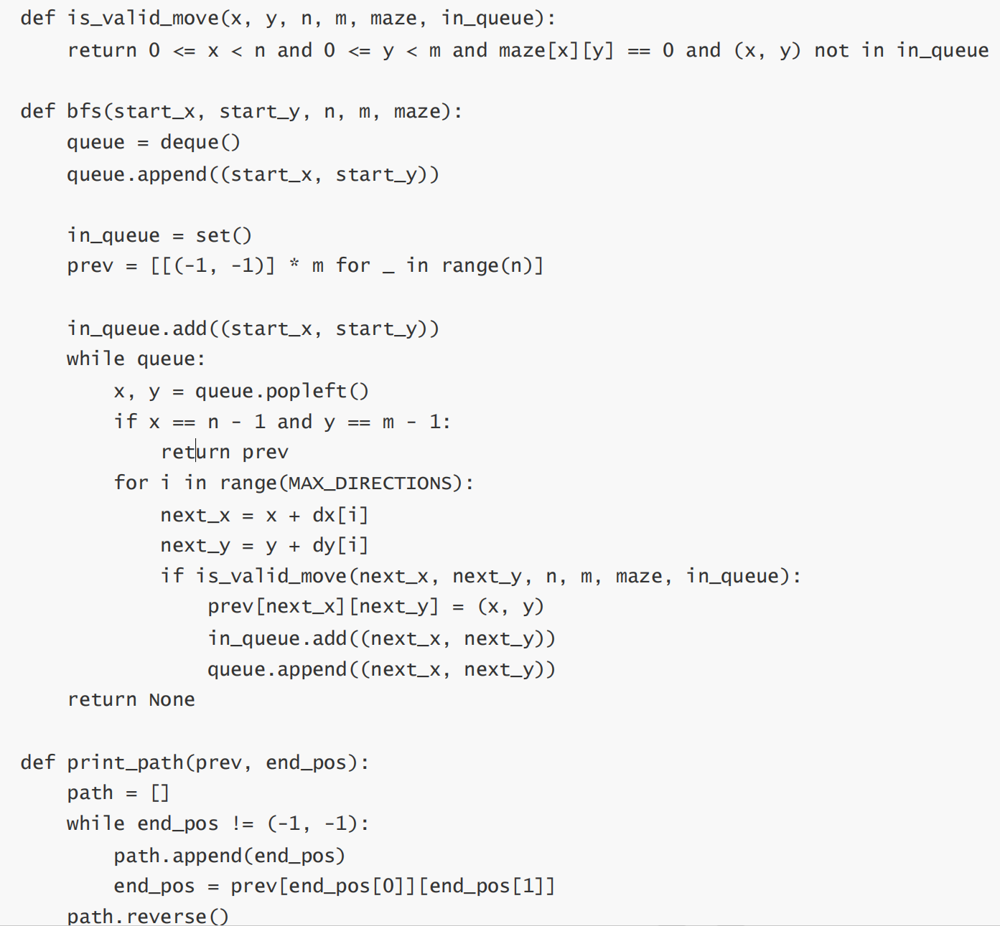 def is_valid_move(x, y, n, m, maze, in_queue):
    return 0 <= x < n and 0 <= y < m and maze[x][y] == 0 and (x, y) not in in_queue

def bfs(start_x, start_y, n, m, maze):
    queue = deque()
    queue.append((start_x, start_y))

    in_queue = set()
    prev = [[(-1, -1)] * m for _ in range(n)]

    in_queue.add((start_x, start_y))
    while queue:
        x, y = queue.popleft()
        if x == n - 1 and y == m - 1:
            return prev
        for i in range(MAX_DIRECTIONS):
            next_x = x + dx[i]
            next_y = y + dy[i]
            if is_valid_move(next_x, next_y, n, m, maze, in_queue):
                prev[next_x][next_y] = (x, y)
                in_queue.add((next_x, next_y))
                queue.append((next_x, next_y))
    return None

def print_path(prev, end_pos):
    path = []
    while end_pos != (-1, -1):
        path.append(end_pos)
        end_pos = prev[end_pos[0]][end_pos[1]]
    path.reverse()